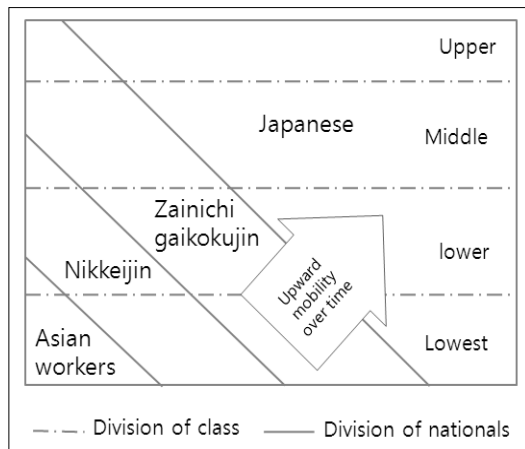 Upper
Japanese
Middle
Zainichi
gaikokujin
lower
Nikkeijin
Upward
mobility
over time
Asian
workers
Lowest
Division of class
Division of nationals